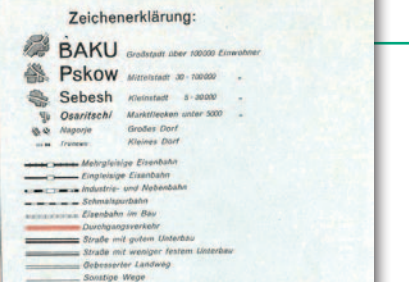 Zeichenerklärung:
BAKU Großstadt über 100000 Einwohner
Pskow Mittelstadt 30-100000 "
Sebesh Kleinstadt 5-30000 "
Osaritschi Marktflecken unter 5000 "
Nagorje Großes Dorf
Kleines Dorf
Mehrgleisige Eisenbahn
Eingleisige Eisenbahn
Industrie- und Nebenbahn
Schmalspurbahn
Eisenbahn im Bau
Durchgangsverkehr
Straße mit gutem Unterbau
Straße mit weniger festem Unterbau
Gebesserter Landweg
Sonstige Wege